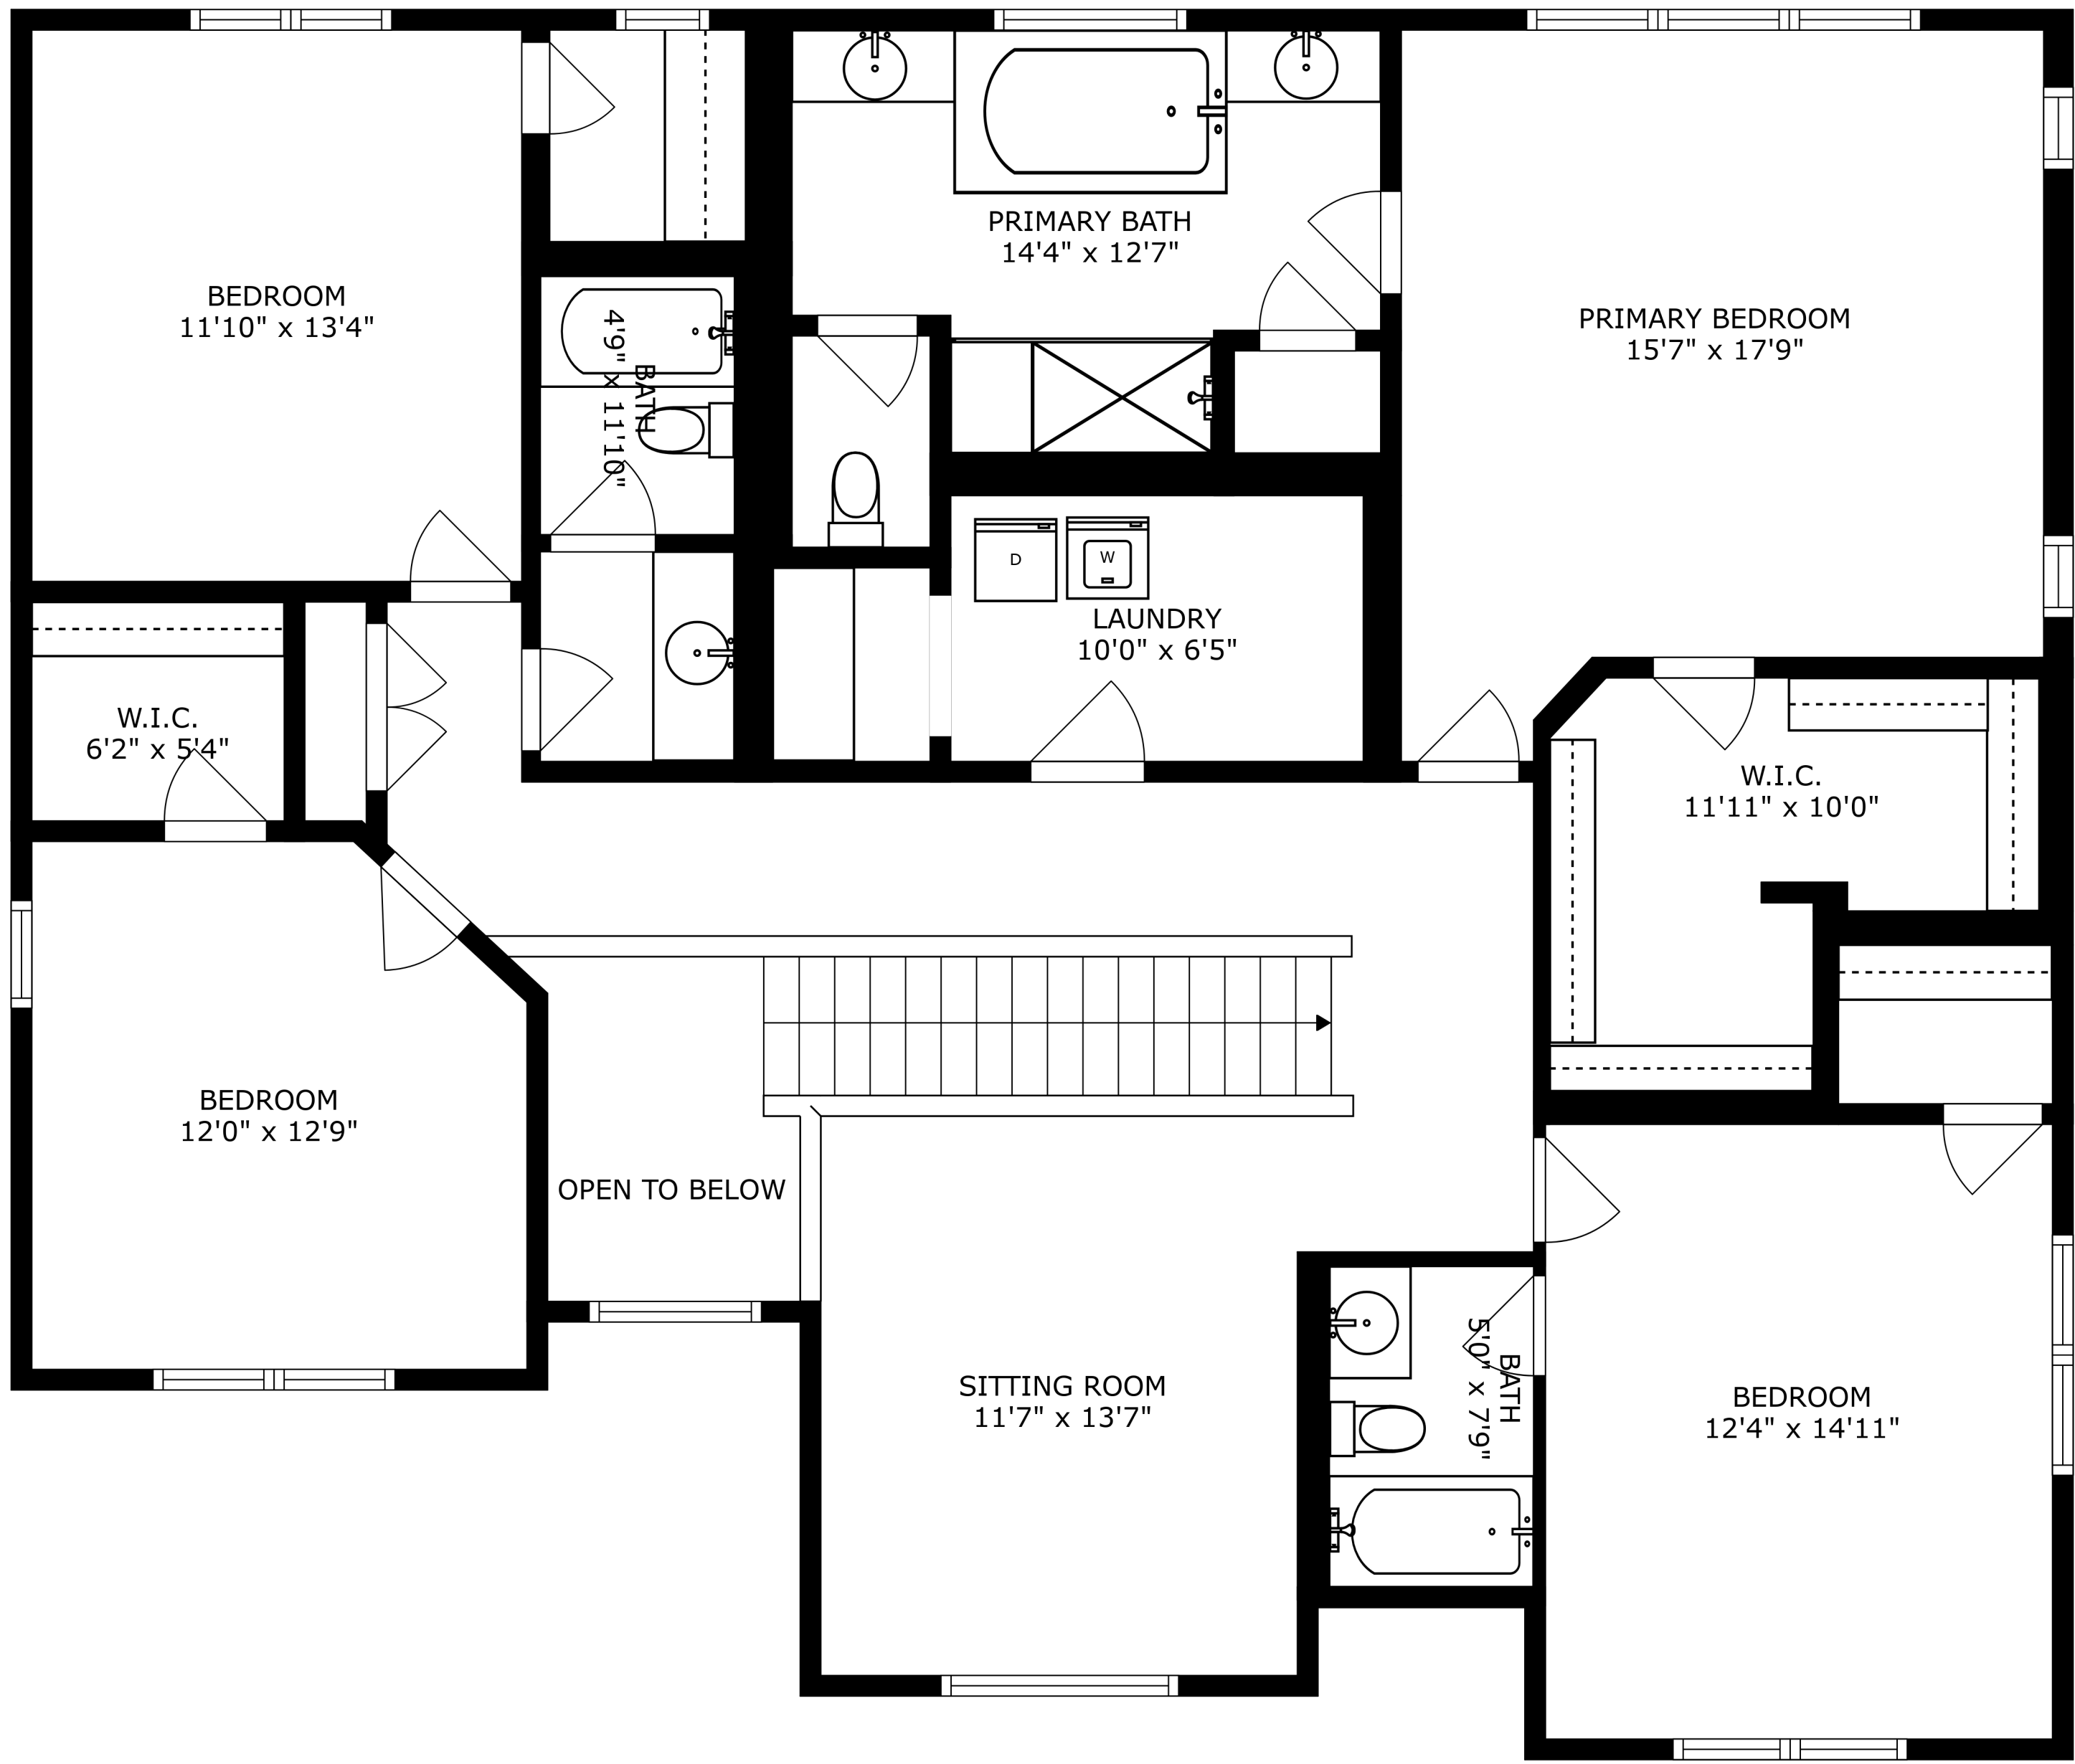 PRIMARY BATH
14'4" x 12'7"
BEDROOM
11'10" x 13'4"
PRIMARY BEDROOM
15'7" x 17'9"
BATH
4'9" x 11'10"
D
W
LAUNDRY
10'0" x 6'5"
W.I.C.
6'2" x 5'4"
W.I.C.
11'11" x 10'0"
BEDROOM
12'0" x 12'9"
OPEN TO BELOW
SITTING ROOM
11'7" x 13'7"
BATH
5'0" x 7'9"
BEDROOM
12'4" x 14'11"